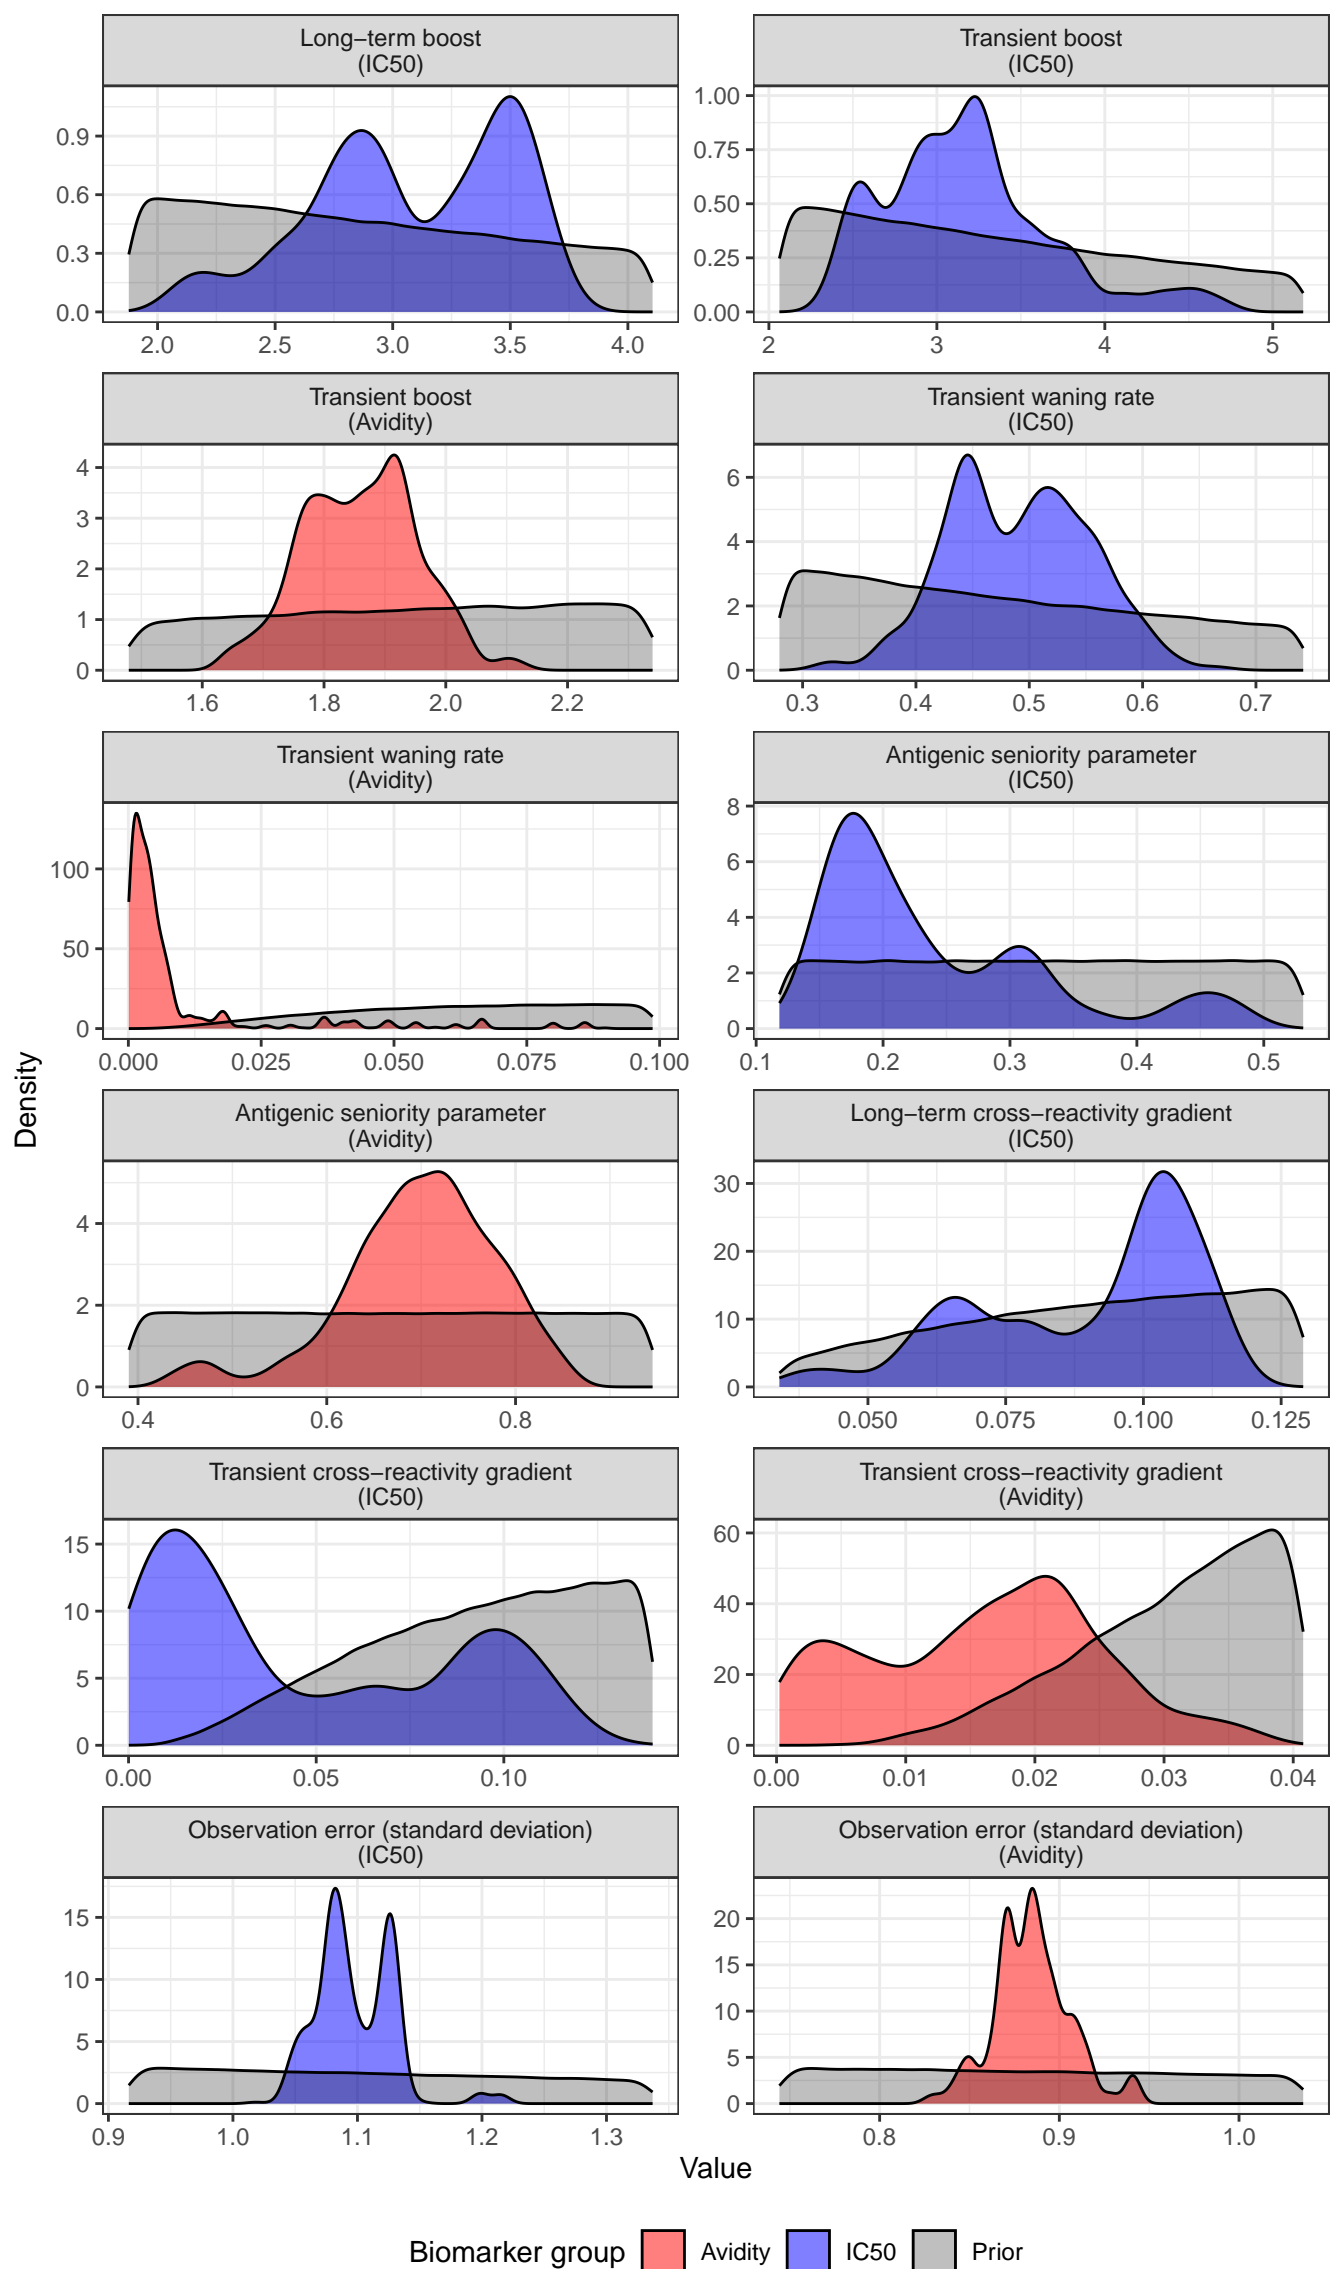 Long−term boost
(IC50)
Transient boost
(IC50)
0.9
0.6
0.3
0.0
2.0 2.5 3.0 3.5 4.0
1.00
0.75
0.50
0.25
0.00
2 3 4 5
Transient boost
(Avidity)
Transient waning rate
(IC50)
4
3
2
1
0
1.6 1.8 2.0 2.2
6
4
2
0
0.3 0.4 0.5 0.6 0.7
Transient waning rate
(Avidity)
Antigenic seniority parameter
(IC50)
100
50
0
0.000 0.025 0.050 0.075 0.100
8
6
4
2
0
0.1 0.2 0.3 0.4 0.5
Density
Antigenic seniority parameter
(Avidity)
Long−term cross−reactivity gradient
(IC50)
4
2
0
0.4 0.6 0.8
30
20
10
0
0.050 0.075 0.100 0.125
Transient cross−reactivity gradient
(IC50)
Transient cross−reactivity gradient
(Avidity)
15
10
5
0
0.00 0.05 0.10
60
40
20
0
0.00 0.01 0.02 0.03 0.04
Observation error (standard deviation)
(IC50)
Observation error (standard deviation)
(Avidity)
15
10
5
0
0.9 1.0 1.1 1.2 1.3
20
15
10
5
0
0.8 0.9 1.0
Value
Biomarker group Avidity IC50 Prior